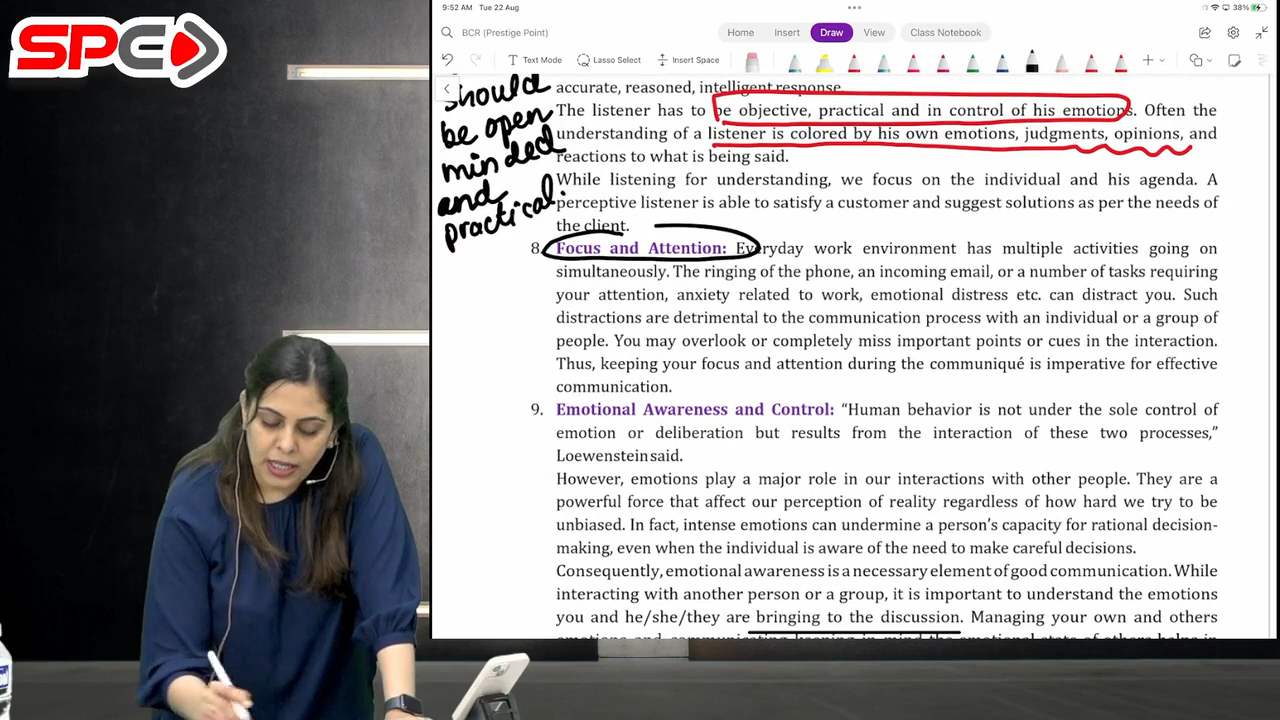 SPC
9:52 AM Tue 22 Aug
38%
BCR (Prestige Point)
Home Insert Draw View Class Notebook
Text Mode Lasso Select Insert Space
should
be open
minded
and
practical.
accurate, reasoned, intelligent response.
The listener has to be objective, practical and in control of his emotions. Often the
understanding of a listener is colored by his own emotions, judgments, opinions, and
reactions to what is being said.
While listening for understanding, we focus on the individual and his agenda. A
perceptive listener is able to satisfy a customer and suggest solutions as per the needs of
the client.
8. Focus and Attention: Everyday work environment has multiple activities going on
simultaneously. The ringing of the phone, an incoming email, or a number of tasks requiring
your attention, anxiety related to work, emotional distress etc. can distract you. Such
distractions are detrimental to the communication process with an individual or a group of
people. You may overlook or completely miss important points or cues in the interaction.
Thus, keeping your focus and attention during the communiqué is imperative for effective
communication.
9. Emotional Awareness and Control: “Human behavior is not under the sole control of
emotion or deliberation but results from the interaction of these two processes,”
Loewenstein said.
However, emotions play a major role in our interactions with other people. They are a
powerful force that affect our perception of reality regardless of how hard we try to be
unbiased. In fact, intense emotions can undermine a person’s capacity for rational decision-
making, even when the individual is aware of the need to make careful decisions.
Consequently, emotional awareness is a necessary element of good communication. While
interacting with another person or a group, it is important to understand the emotions
you and he/she/they are bringing to the discussion. Managing your own and others
emotions and communicating keeping in mind the emotional state of others helps in